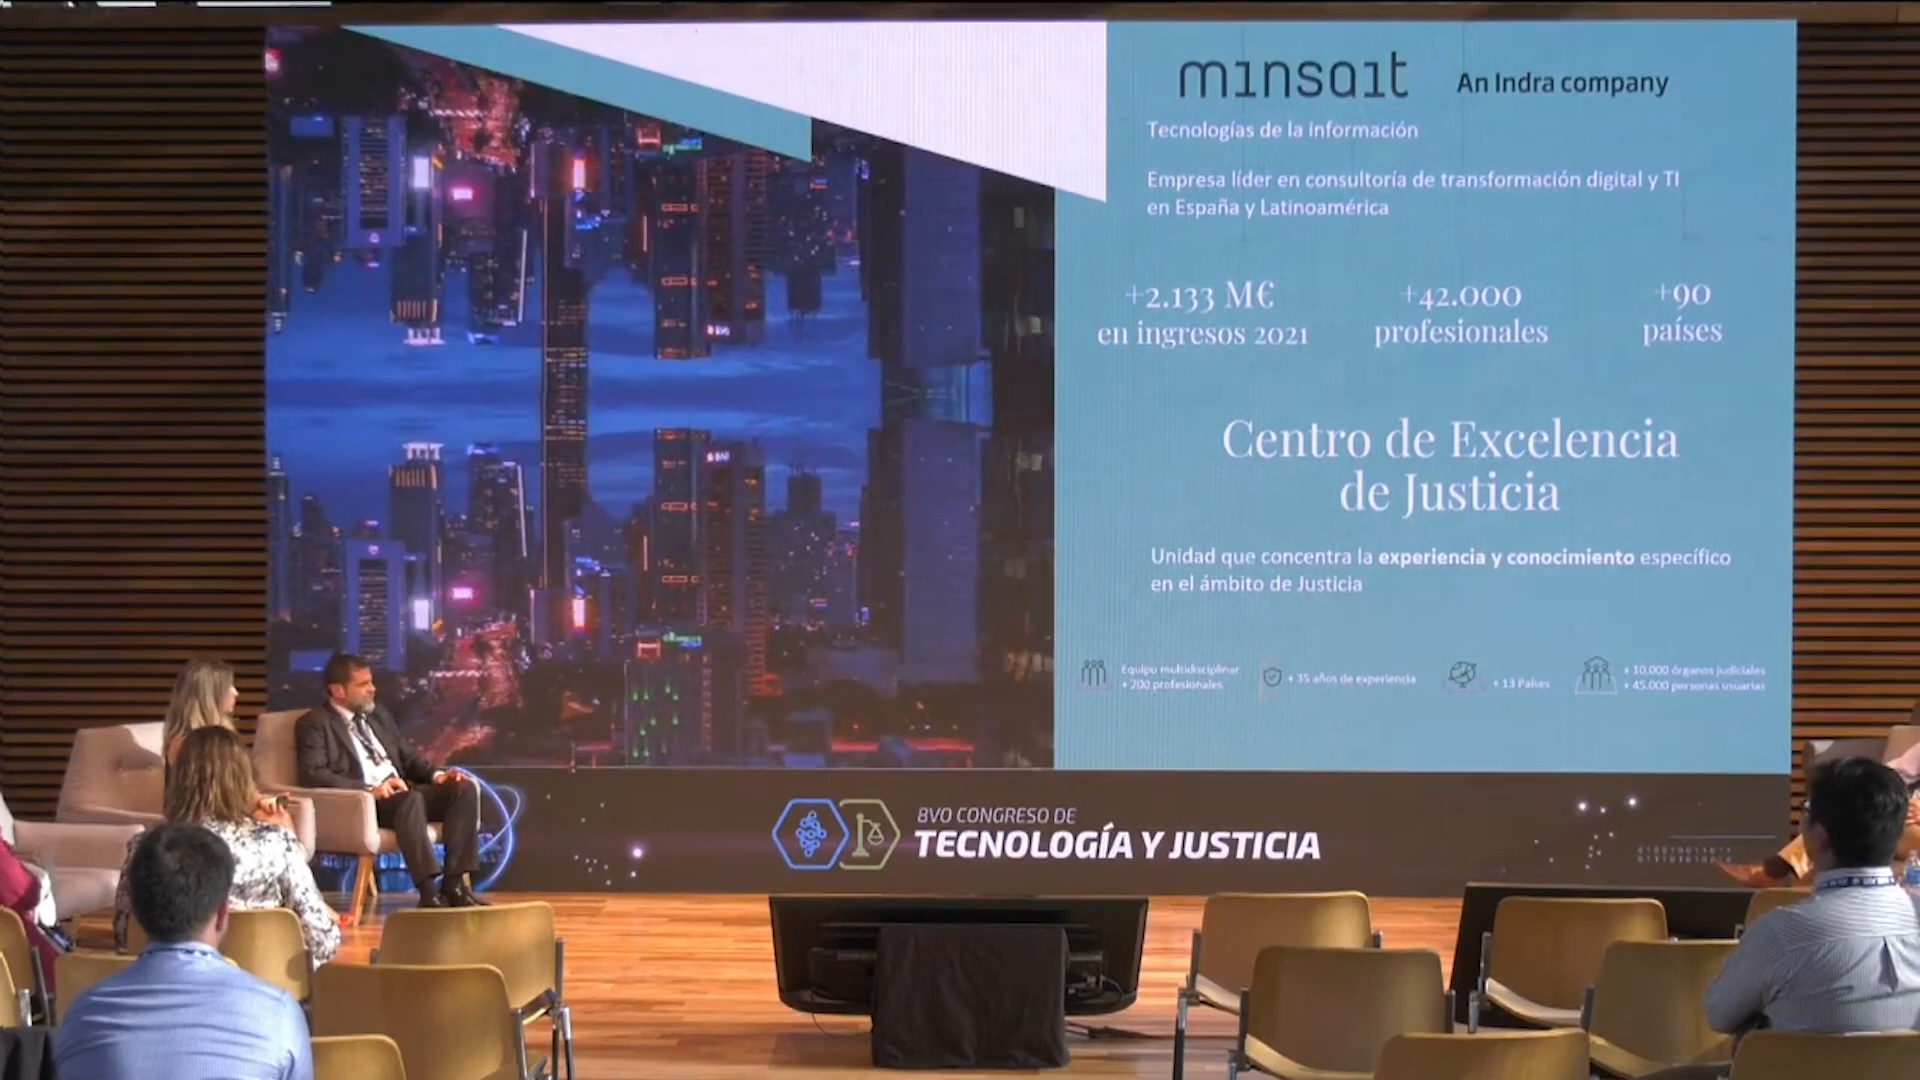 minsait An Indra company
Tecnologías de la información
Empresa líder en consultoría de transformación digital y TI
en España y Latinoamérica
+2.133 M€
en ingresos 2021
+42.000
profesionales
+90
países
Centro de Excelencia
de Justicia
Unidad que concentra la experiencia y conocimiento específico
en el ámbito de Justicia
Equipo multidisciplinar
+ 200 profesionales
+ 35 años de experiencia
+ 13 Países
+ 10.000 órganos judiciales
+ 45.000 personas usuarias
8VO CONGRESO DE
TECNOLOGÍA Y JUSTICIA